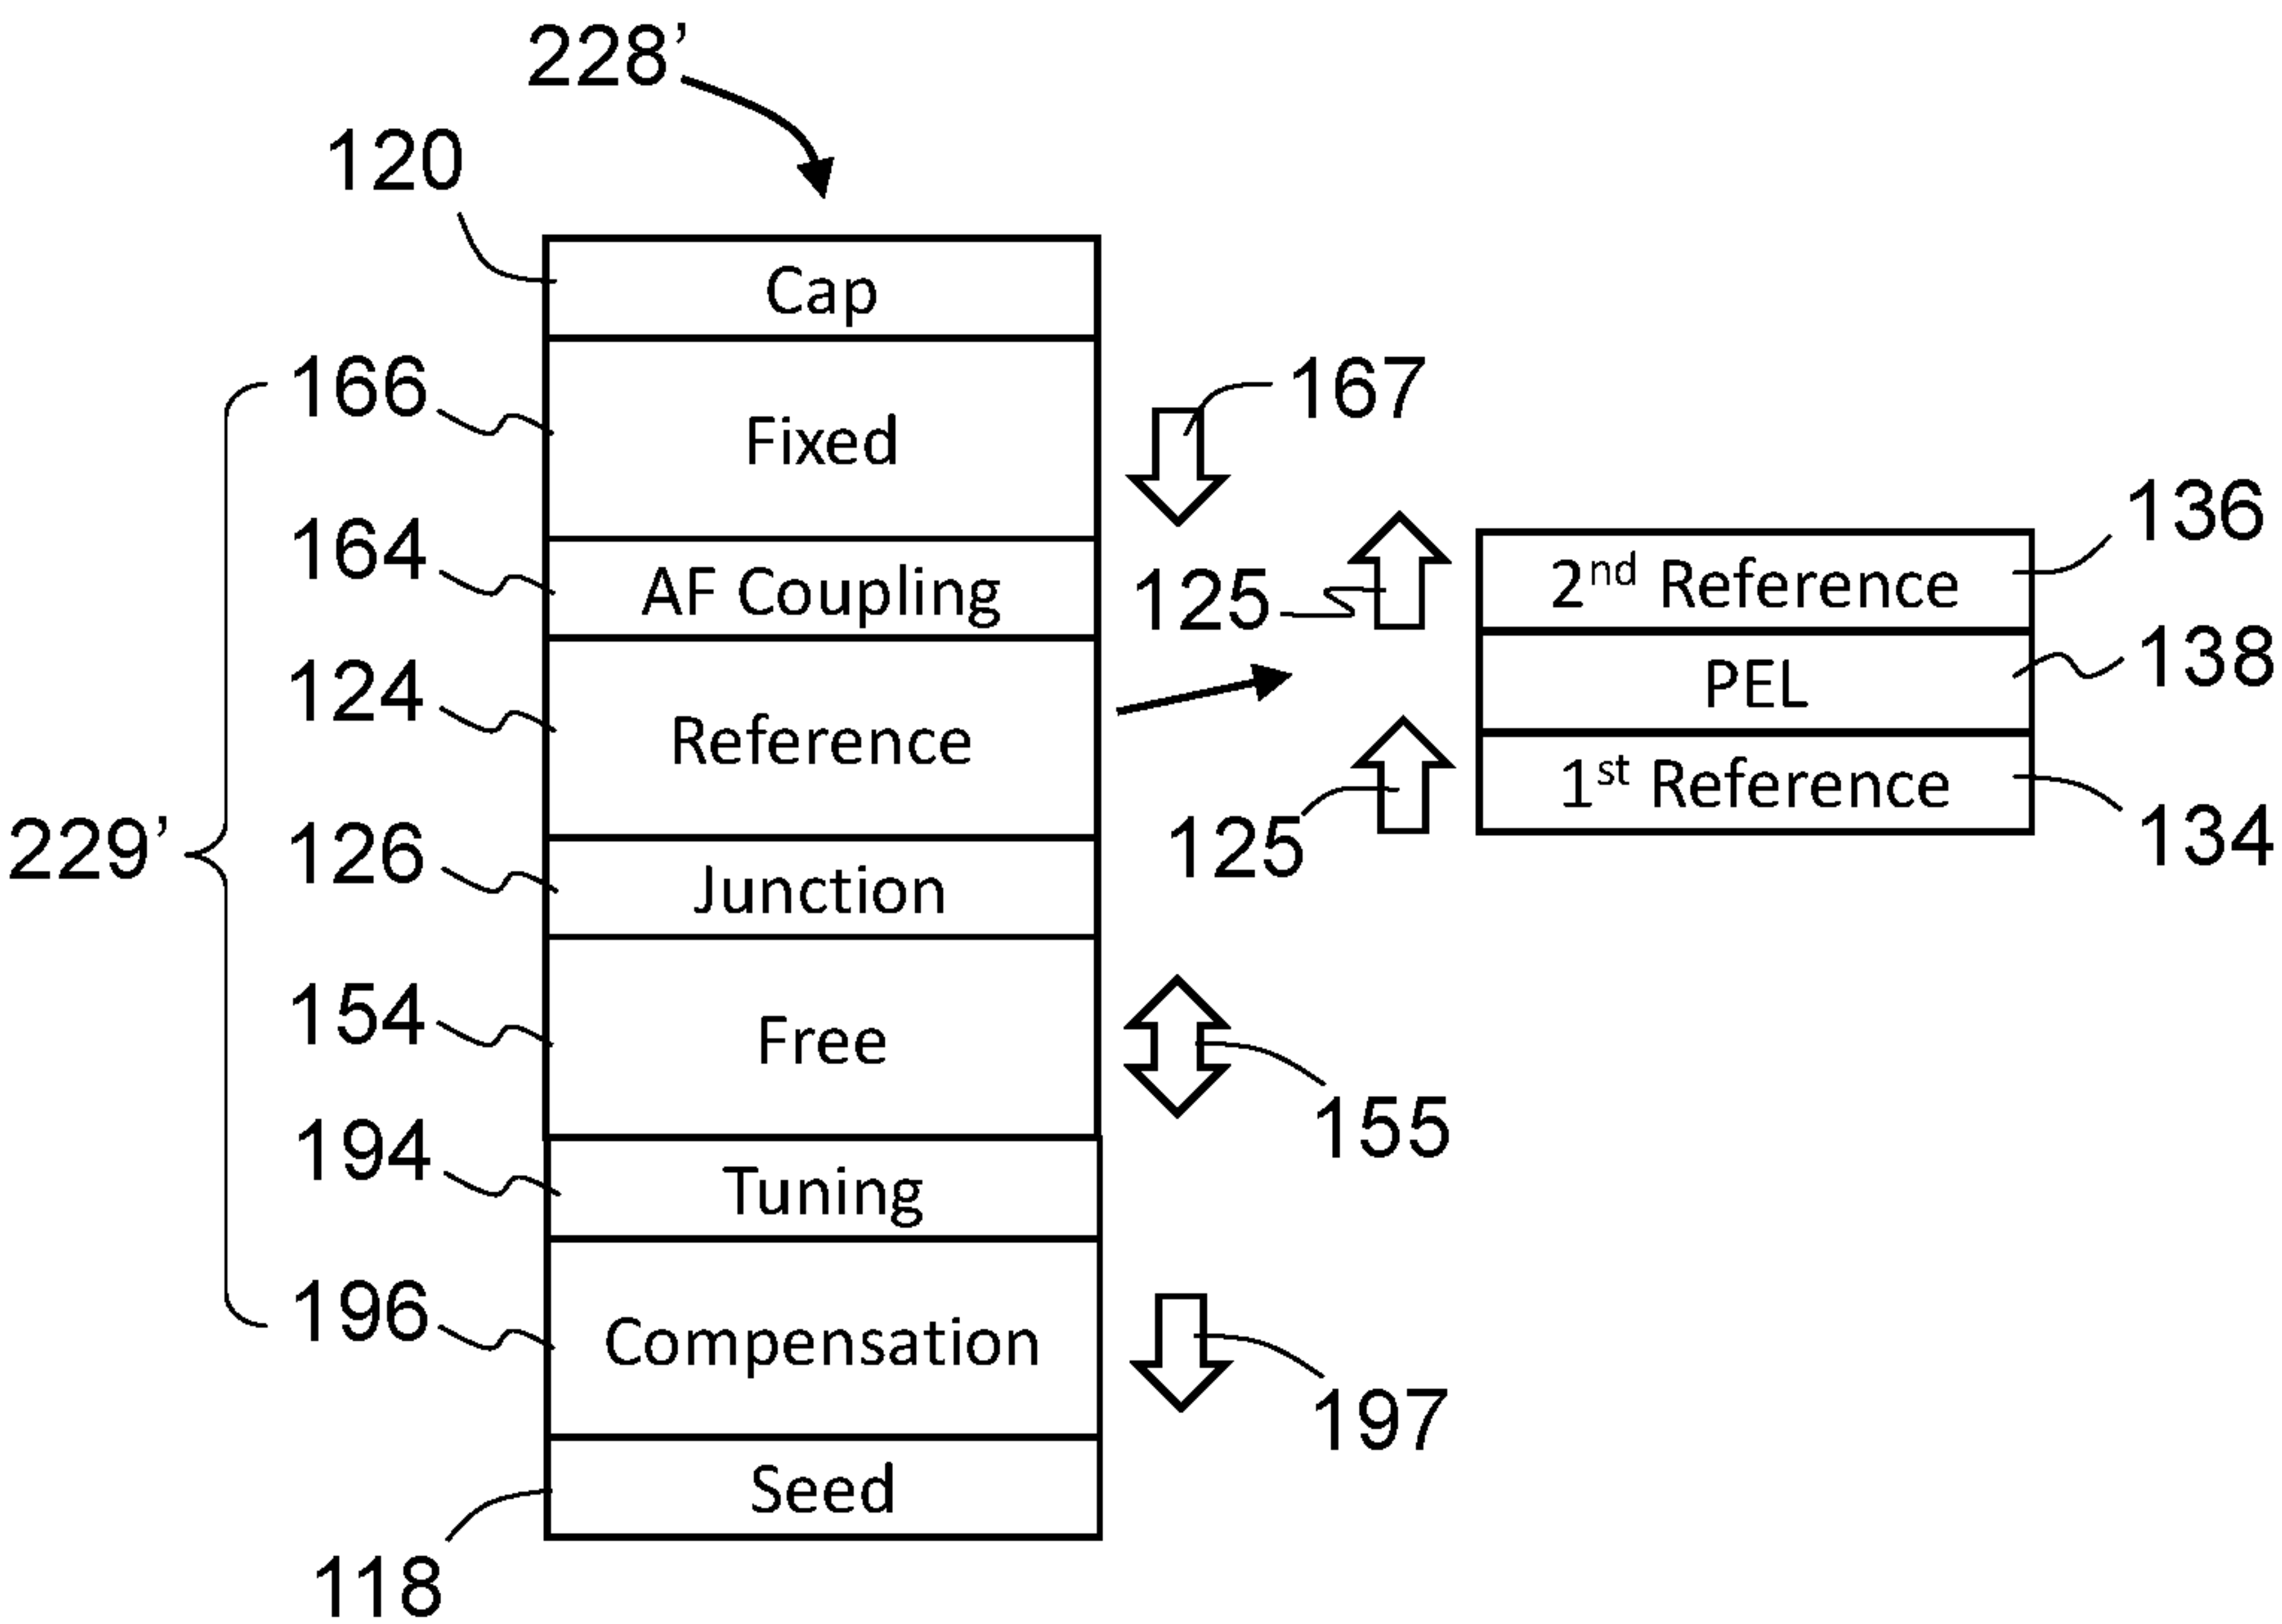 228’
120
Cap
166
Fixed
167
164
AF Coupling
125
2nd Reference
136
124
Reference
PEL
138
125
1st Reference
134
229’
126
Junction
154
Free
155
194
Tuning
196
Compensation
197
Seed
118